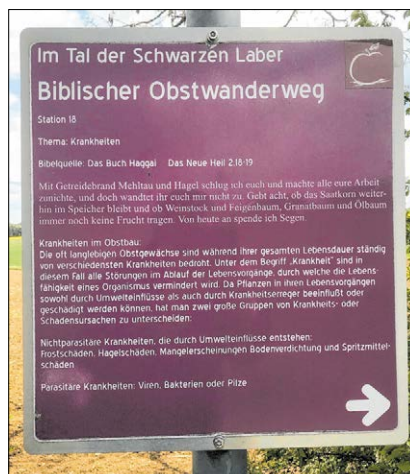 Im Tal der Schwarzen Laber
Biblischer Obstwanderweg
Station 18
Thema: Krankheiten
Bibelquelle: Das Buch Haggai Das Neue Heil 2.18-19
Mit Getreidebrand Mehltau und Hagel schlug ich euch und machte alle eure Arbeit
zunichte, und doch wandtet ihr euch mir nicht zu. Gebt acht, ob das Saatkorn weiter-
hin im Speicher bleibt und ob Weinstock und Feigenbaum, Granatbaum und Ölbaum
immer noch keine Frucht tragen. Von heute an spende ich Segen.
Krankheiten im Obstbau:
Die oft langlebigen Obstgewächse sind während ihrer gesamten Lebensdauer ständig
von verschiedensten Krankheiten bedroht. Unter dem Begriff „Krankheit" sind in
diesem Fall alle Störungen im Ablauf der Lebensvorgänge, durch welche die Lebens-
fähigkeit eines Organismus vermindert wird. Da Pflanzen in ihren Lebensvorgängen
sowohl durch Umwelteinflüsse als auch durch Krankheitserreger beeinflußt oder
geschädigt werden können, hat man zwei große Gruppen von Krankheits- oder
Schadensursachen zu unterscheiden:
Nichtparasitäre Krankheiten, die durch Umwelteinflüsse entstehen:
Frostschäden, Hagelschäden, Mangelerscheinungen Bodenverdichtung und Spritzmittel-
schäden
Parasitäre Krankheiten: Viren, Bakterien oder Pilze